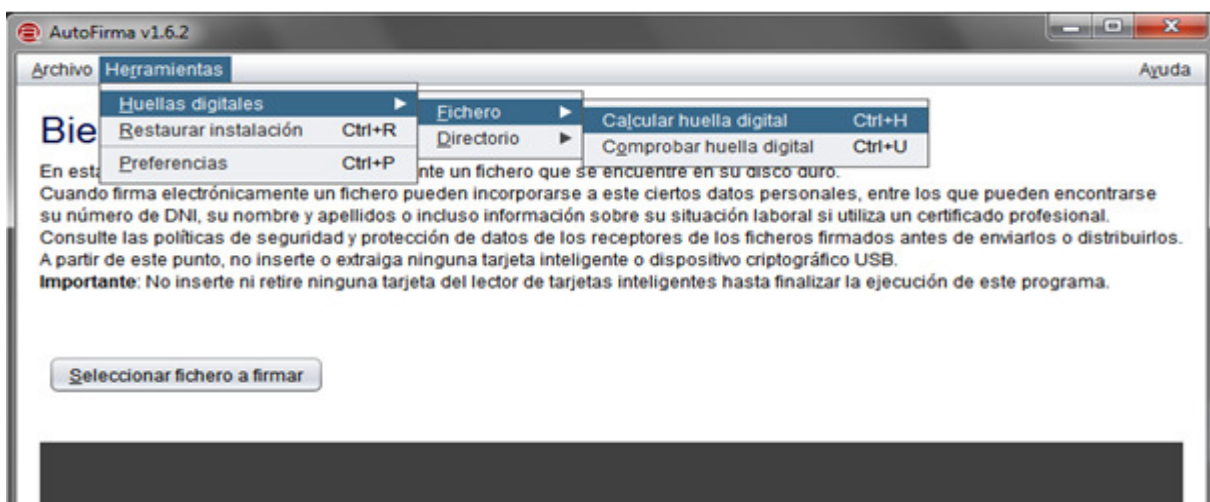 AutoFirma v1.6.2
Archivo Herramientas Ayuda
Huellas digitales
Restaurar instalación Ctrl+R
Preferencias Ctrl+P
Fichero
Directorio
Calcular huella digital Ctrl+H
Comprobar huella digital Ctrl+U
Bie
En est nte un fichero que se encuentre en su disco duro.
Cuando firma electrónicamente un fichero pueden incorporarse a este ciertos datos personales, entre los que pueden encontrarse
su número de DNI, su nombre y apellidos o incluso información sobre su situación laboral si utiliza un certificado profesional.
Consulte las políticas de seguridad y protección de datos de los receptores de los ficheros firmados antes de enviarlos o distribuirlos.
A partir de este punto, no inserte o extraiga ninguna tarjeta inteligente o dispositivo criptográfico USB.
Importante: No inserte ni retire ninguna tarjeta del lector de tarjetas inteligentes hasta finalizar la ejecución de este programa.
Seleccionar fichero a firmar